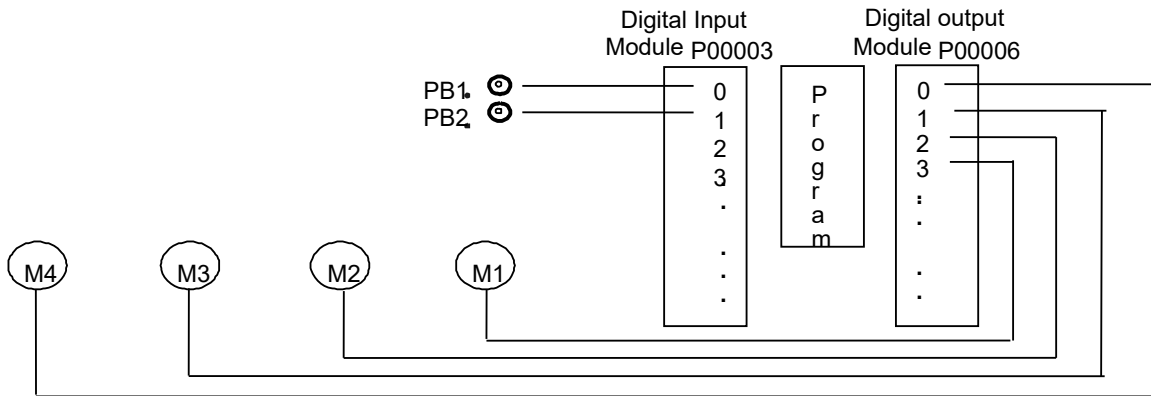 Digital Input
Module P00003
Digital output
Module P00006
PB1.
PB2.
0
1
2
3
.
.
.
.
.
P
r
o
g
r
a
m
0
1
2
3
.
.
.
.
.
M4
M3
M2
M1